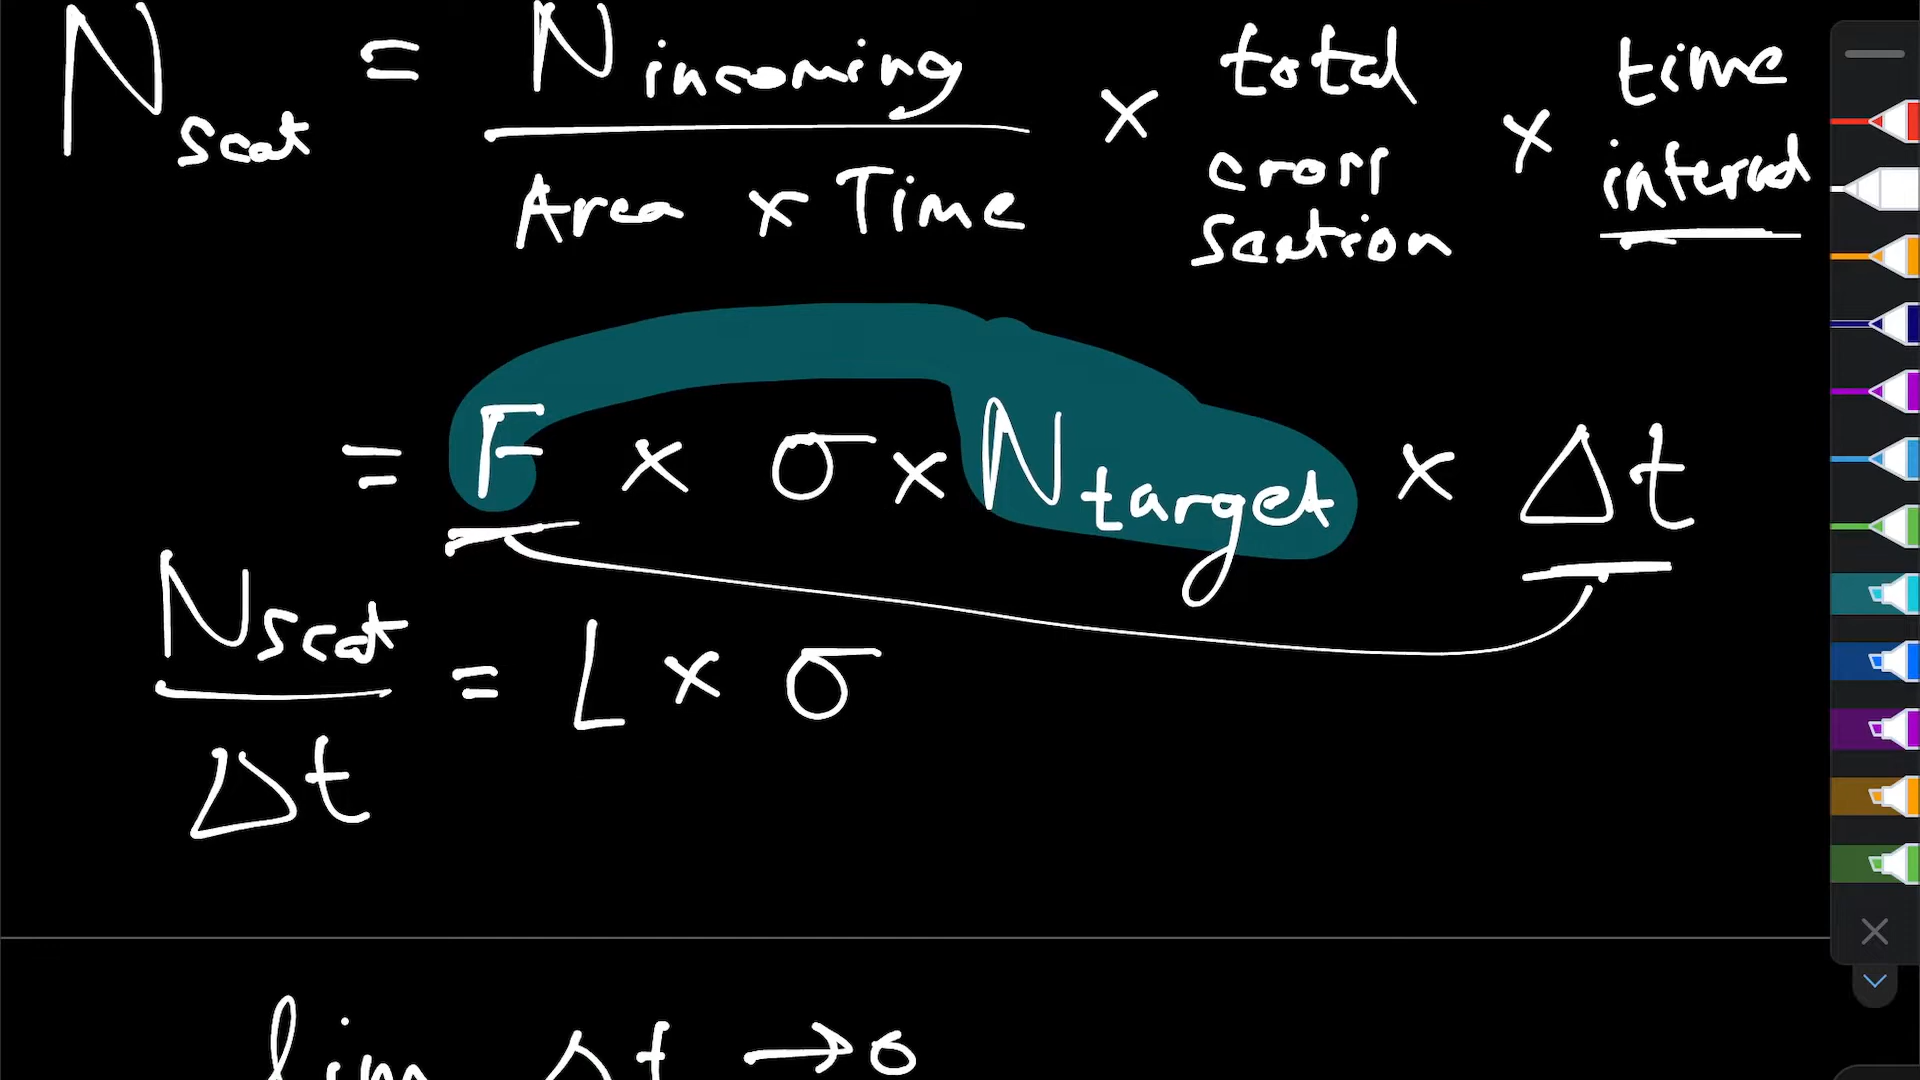 N_scat = N_incoming / Area x Time x total cross section x time interval
= F x σ x N_target x Δt
N_scat / Δt = L x σ
lim Δt → 0